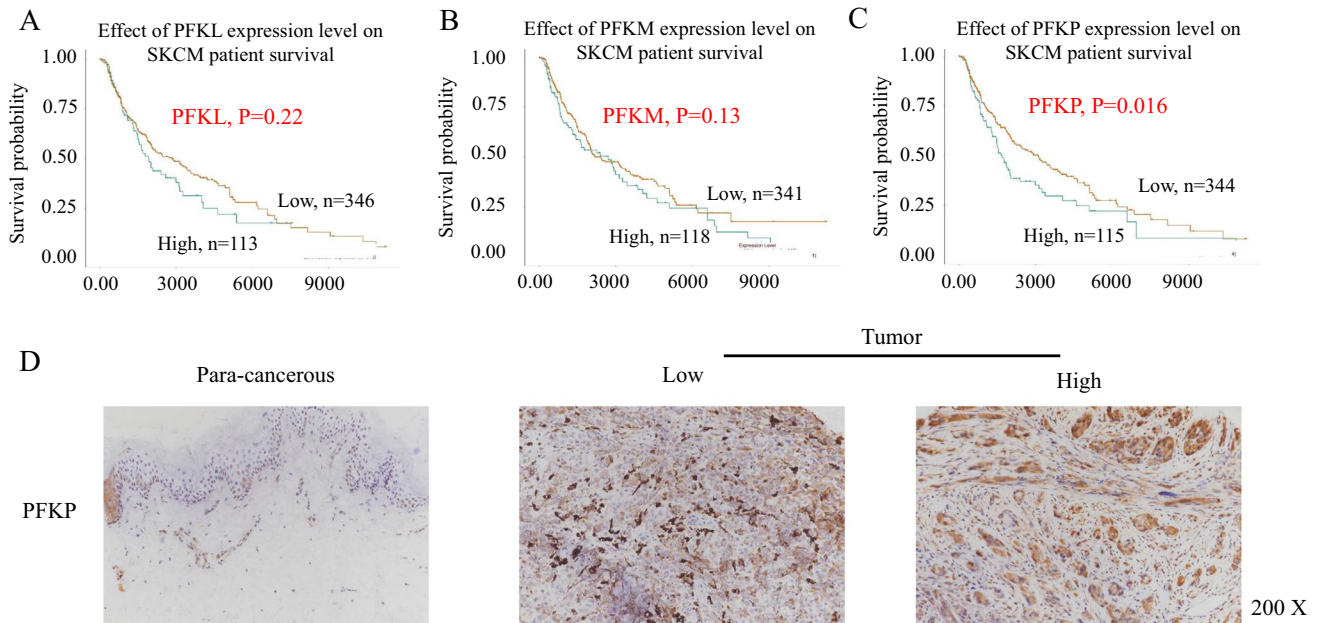 A
Effect of PFKL expression level on
SKCM patient survival
Survival probability
1.00
0.75
0.50
0.25
0.00
PFKL, P=0.22
Low, n=346
High, n=113
0.00 3000 6000 9000
B
Effect of PFKM expression level on
SKCM patient survival
Survival probability
1.00
0.75
0.50
0.25
0.00
PFKM, P=0.13
Low, n=341
High, n=118
Expression Level
0.00 3000 6000 9000
C
Effect of PFKP expression level on
SKCM patient survival
Survival probability
1.00
0.75
0.50
0.25
0.00
PFKP, P=0.016
Low, n=344
High, n=115
0.00 3000 6000 9000
D
Tumor
Para-cancerous
Low
High
PFKP
200 X